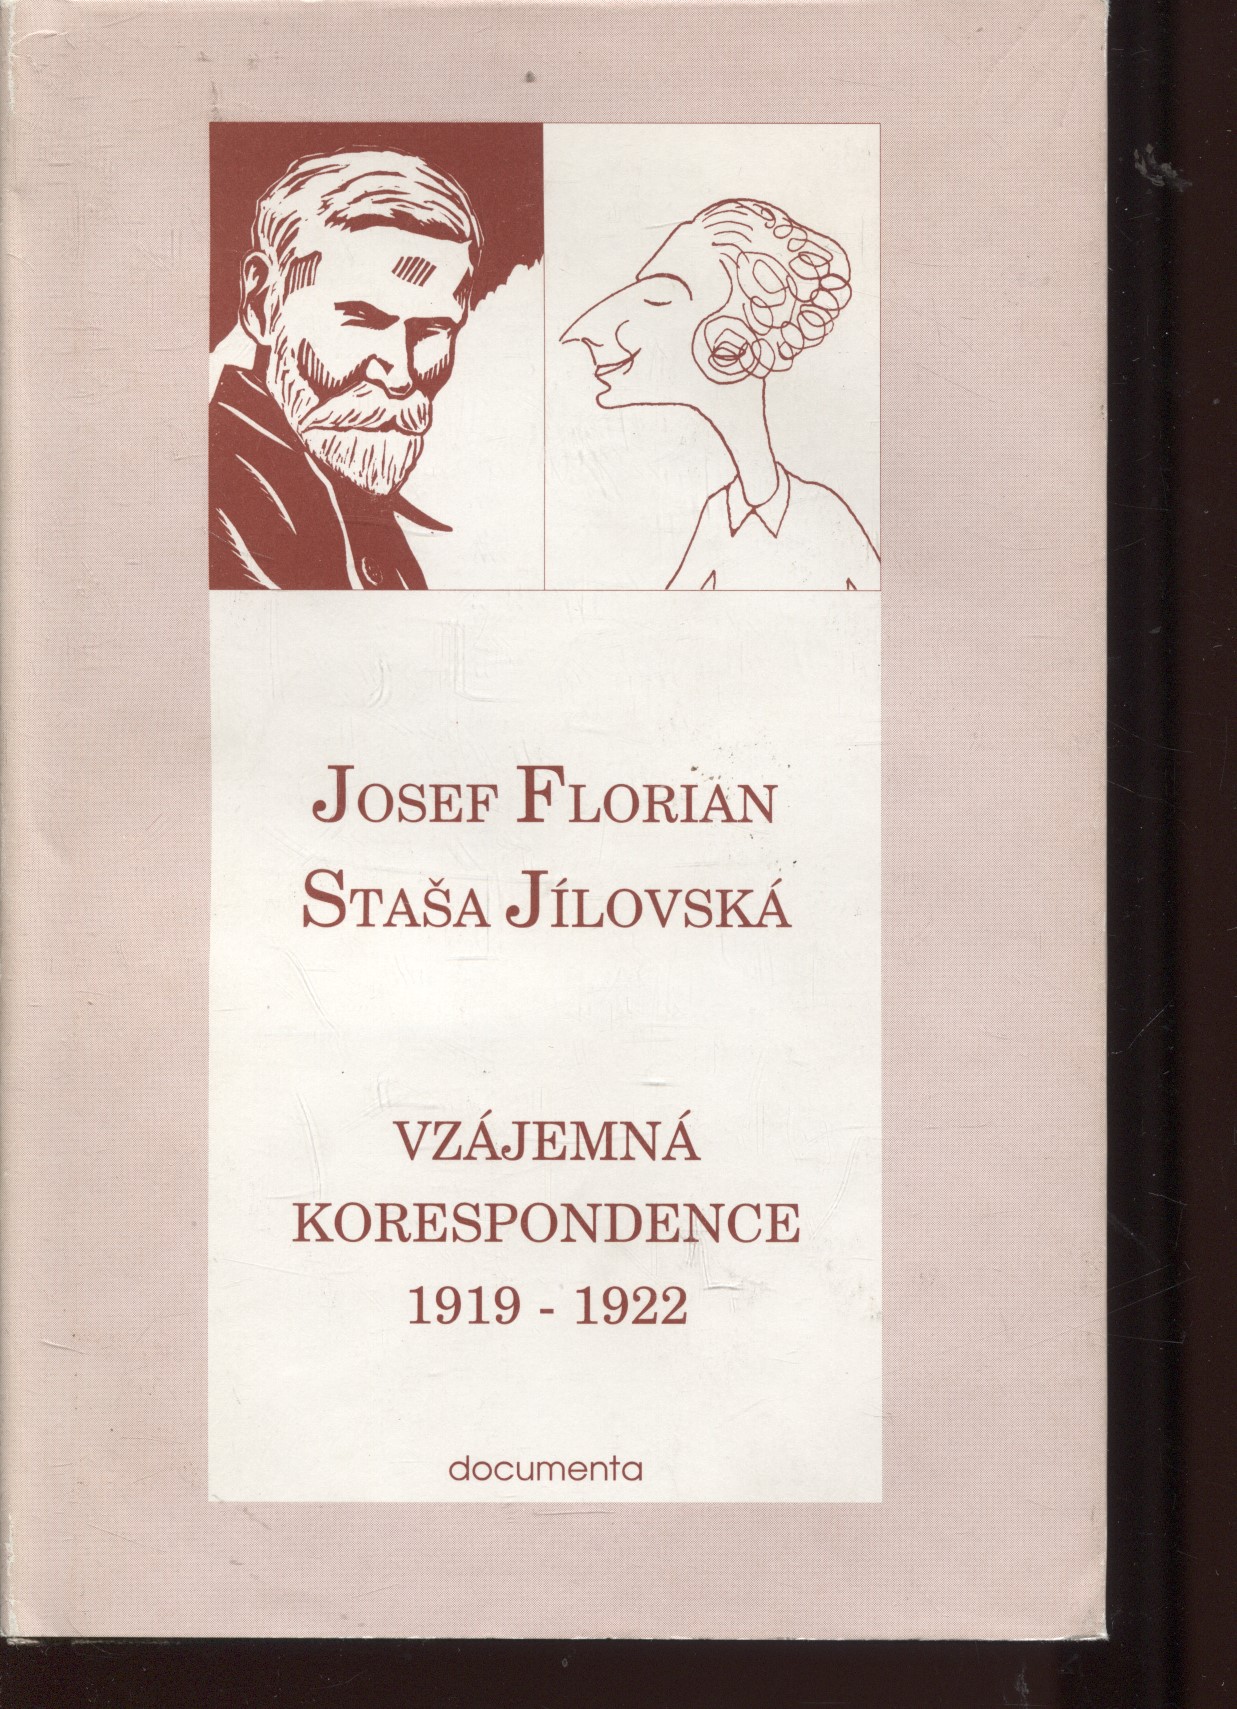 JOSEF FLORIAN
STAŠA JÍLOVSKÁ
VZÁJEMNÁ
KORESPONDENCE
1919 - 1922
documenta